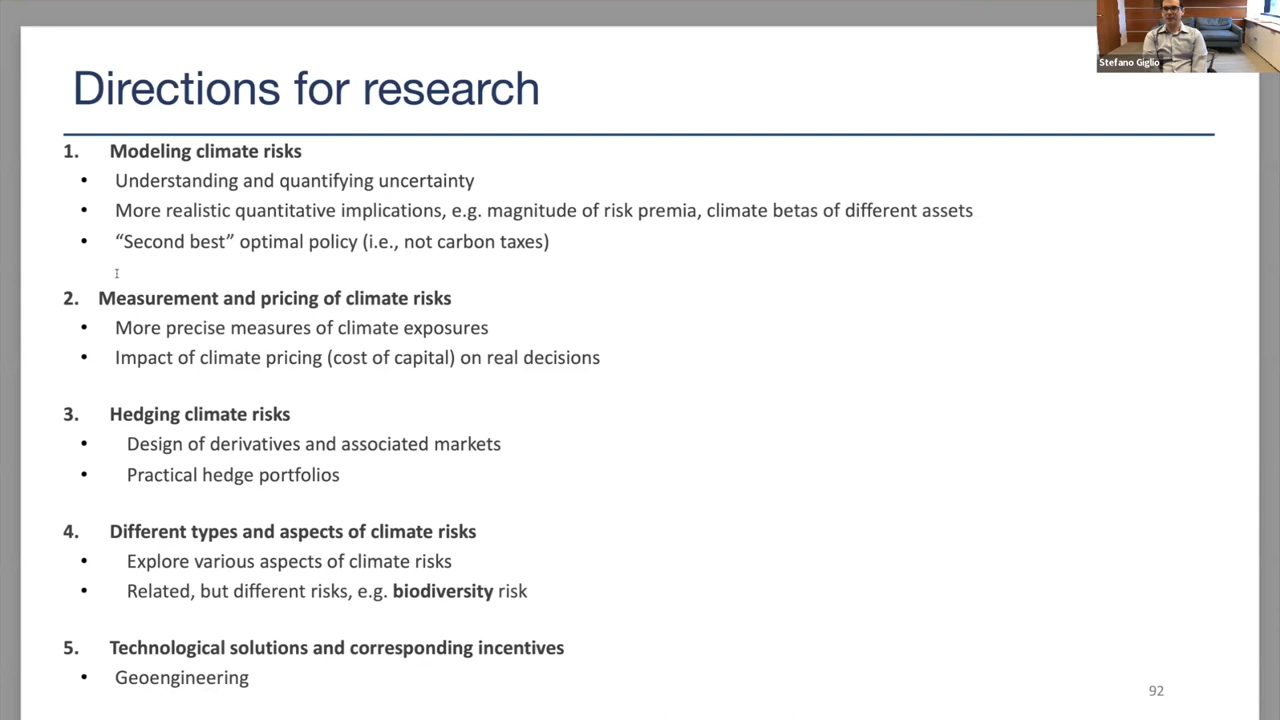 Stefano Giglio
Directions for research
1. Modeling climate risks
• Understanding and quantifying uncertainty
• More realistic quantitative implications, e.g. magnitude of risk premia, climate betas of different assets
• “Second best” optimal policy (i.e., not carbon taxes)
2. Measurement and pricing of climate risks
• More precise measures of climate exposures
• Impact of climate pricing (cost of capital) on real decisions
3. Hedging climate risks
• Design of derivatives and associated markets
• Practical hedge portfolios
4. Different types and aspects of climate risks
• Explore various aspects of climate risks
• Related, but different risks, e.g. biodiversity risk
5. Technological solutions and corresponding incentives
• Geoengineering
92